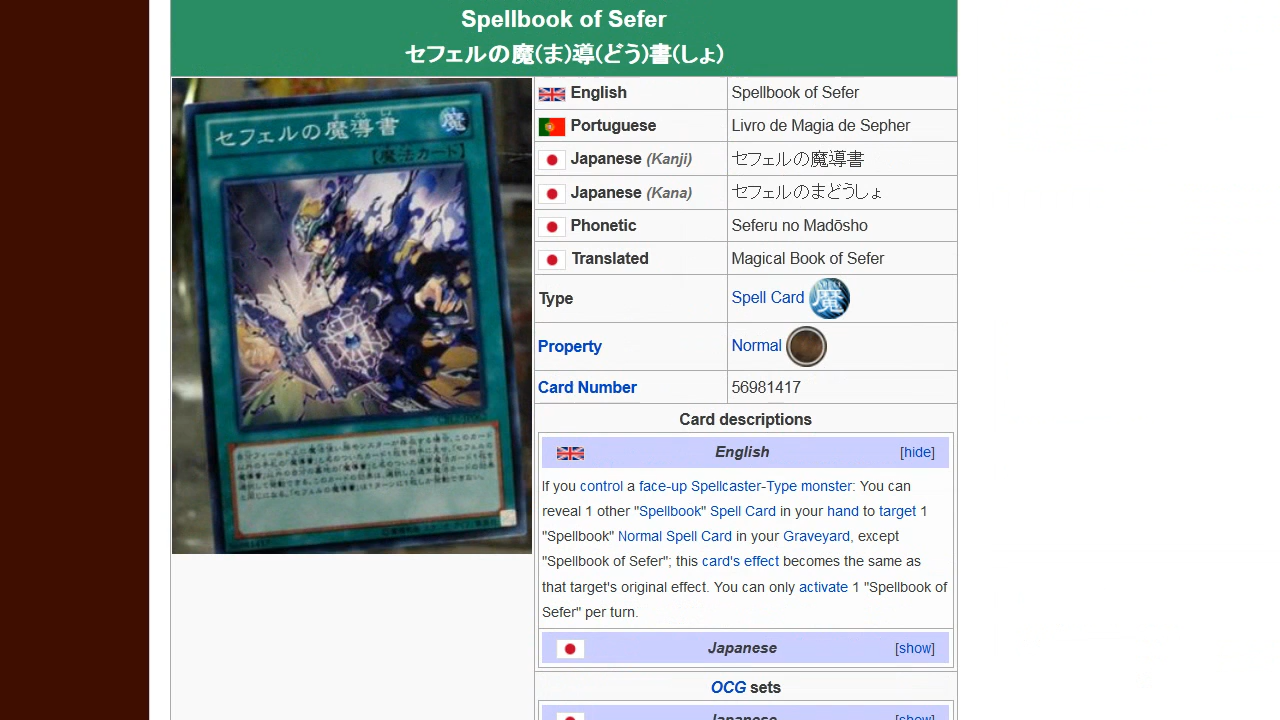 Spellbook of Sefer
セフェルの魔(ま)導(どう)書(しょ)
セフェルの魔導書
魔
【魔法カード】
English
Spellbook of Sefer
Portuguese
Livro de Magia de Sepher
Japanese (Kanji)
セフェルの魔導書
Japanese (Kana)
セフェルのまどうしょ
Phonetic
Seferu no Madōsho
Translated
Magical Book of Sefer
Type
Spell Card
SPELL
魔
Property
Normal
Card Number
56981417
Card descriptions
English
[hide]
If you control a face-up Spellcaster-Type monster: You can
reveal 1 other "Spellbook" Spell Card in your hand to target 1
"Spellbook" Normal Spell Card in your Graveyard, except
"Spellbook of Sefer"; this card's effect becomes the same as
that target's original effect. You can only activate 1 "Spellbook of
Sefer" per turn.
Japanese
[show]
OCG sets
Japanese
[show]